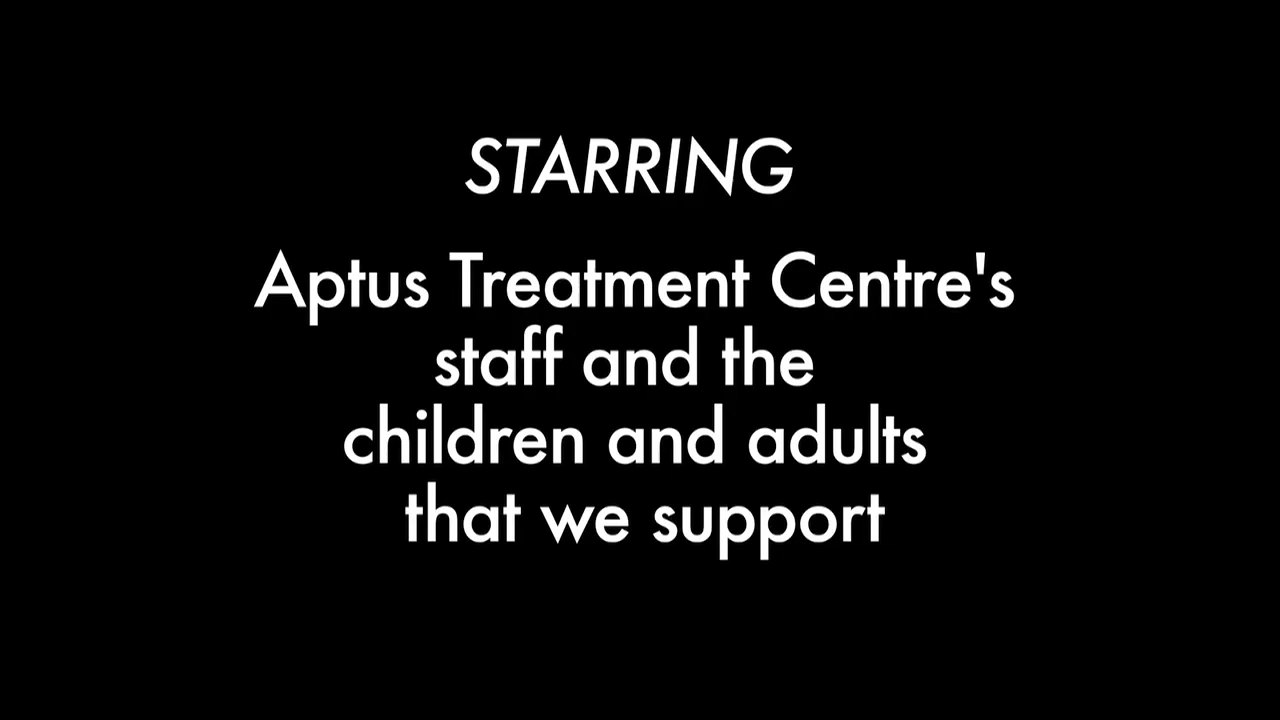 STARRING
Aptus Treatment Centre's
staff and the
children and adults
that we support